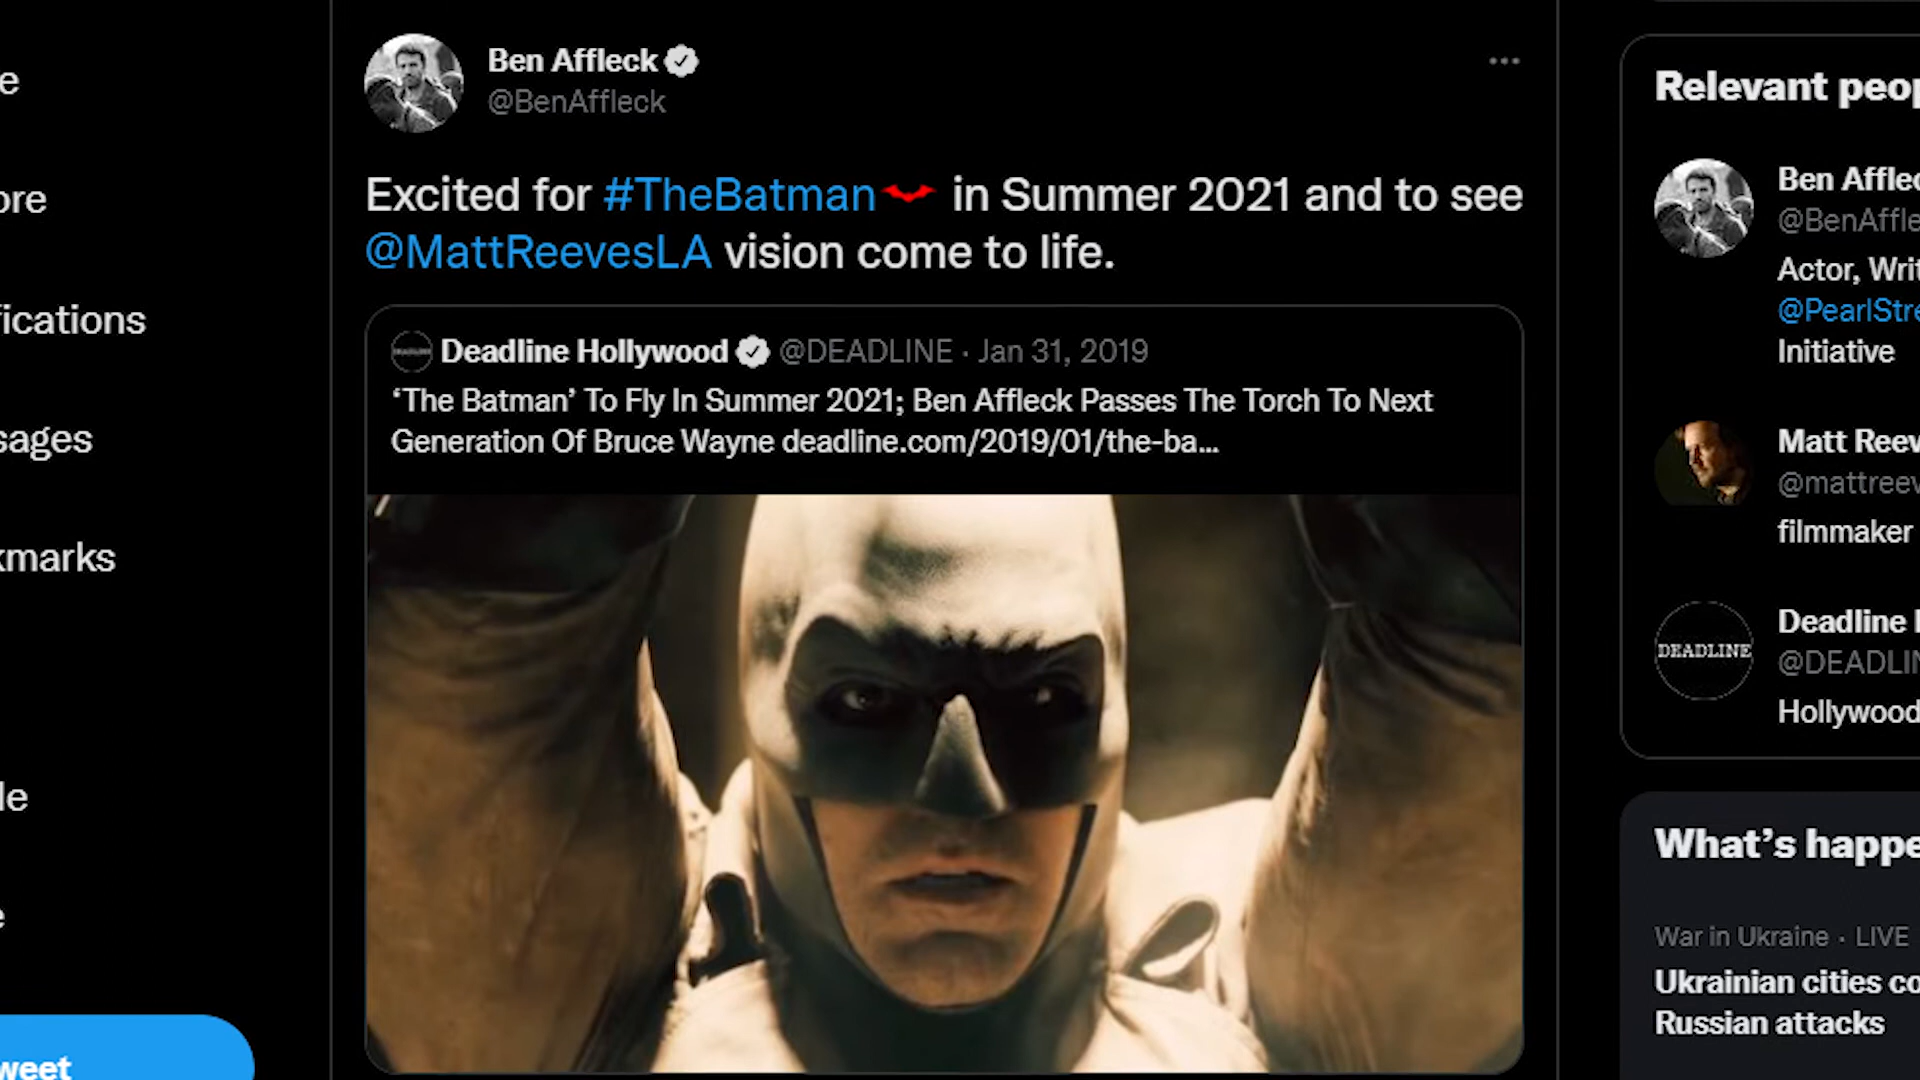 e
ore
fications
sages
kmarks
le
e
weet
Ben Affleck
@BenAffleck
Excited for #TheBatman in Summer 2021 and to see
@MattReevesLA vision come to life.
DEADLINE
Deadline Hollywood @DEADLINE · Jan 31, 2019
‘The Batman’ To Fly In Summer 2021; Ben Affleck Passes The Torch To Next
Generation Of Bruce Wayne deadline.com/2019/01/the-ba...
Relevant peop
Ben Afflec
@BenAffle
Actor, Writ
@PearlStre
Initiative
Matt Reev
@mattreev
filmmaker
DEADLINE
Deadline H
@DEADLIN
Hollywood
What’s happe
War in Ukraine · LIVE
Ukrainian cities co
Russian attacks